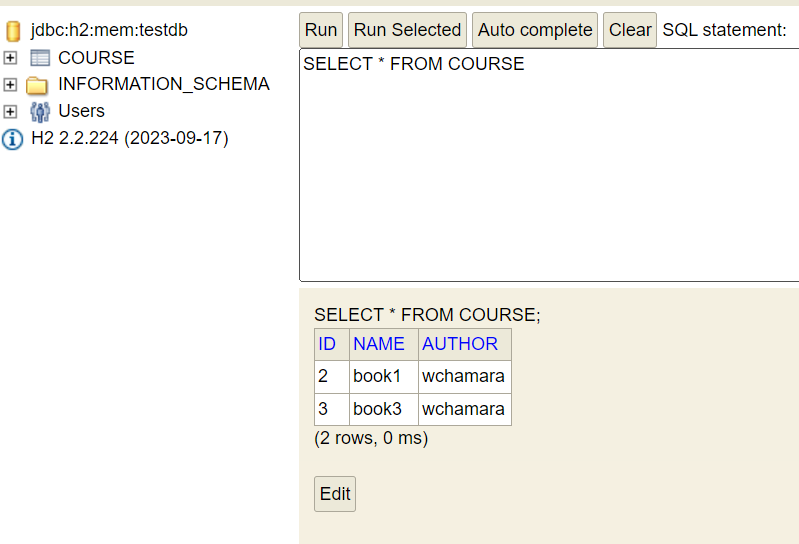 jdbc:h2:mem:testdb
COURSE
INFORMATION_SCHEMA
Users
H2 2.2.224 (2023-09-17)
Run Run Selected Auto complete Clear SQL statement:
SELECT * FROM COURSE
SELECT * FROM COURSE;
ID NAME AUTHOR
2 book1 wchamara
3 book3 wchamara
(2 rows, 0 ms)
Edit